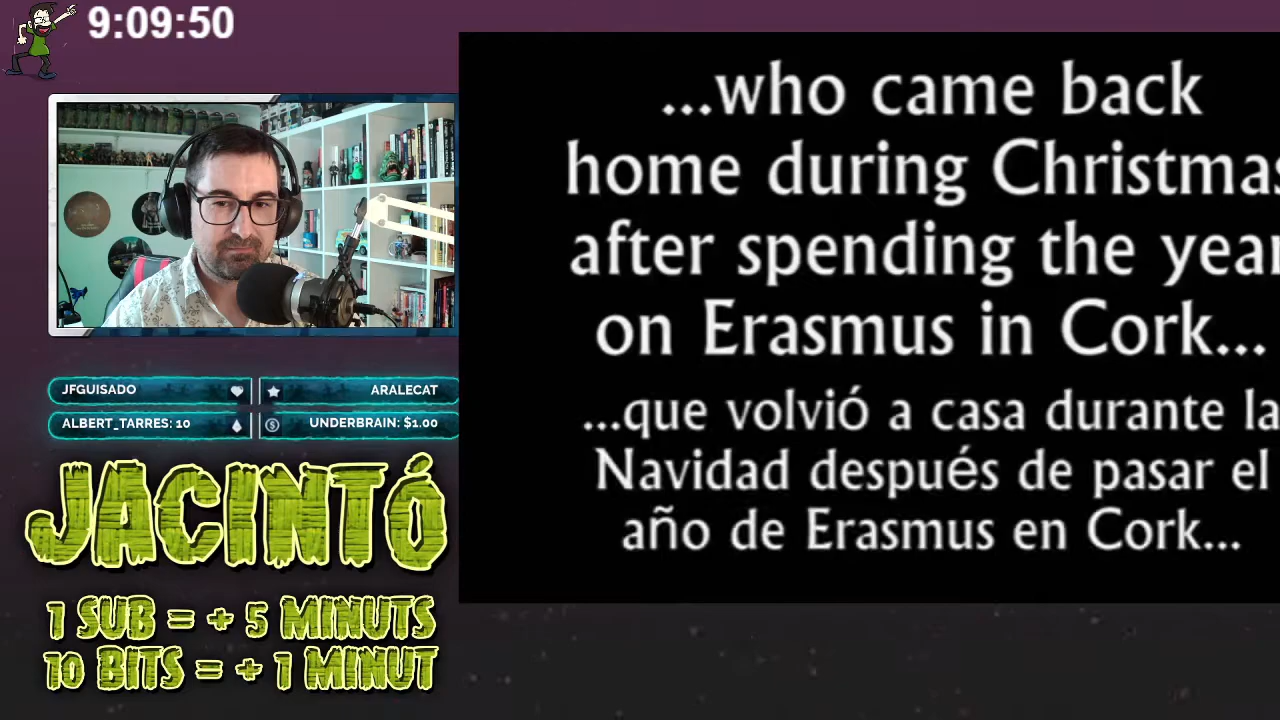 9:09:50
JFGUISADO
ARALECAT
ALBERT_TARRES: 10
UNDERBRAIN: $1.00
JACINTÓ
1 SUB = + 5 MINUTS
10 BITS = + 1 MINUT
...who came back
home during Christmas
after spending the year
on Erasmus in Cork...
...que volvió a casa durante la
Navidad después de pasar el
año de Erasmus en Cork...